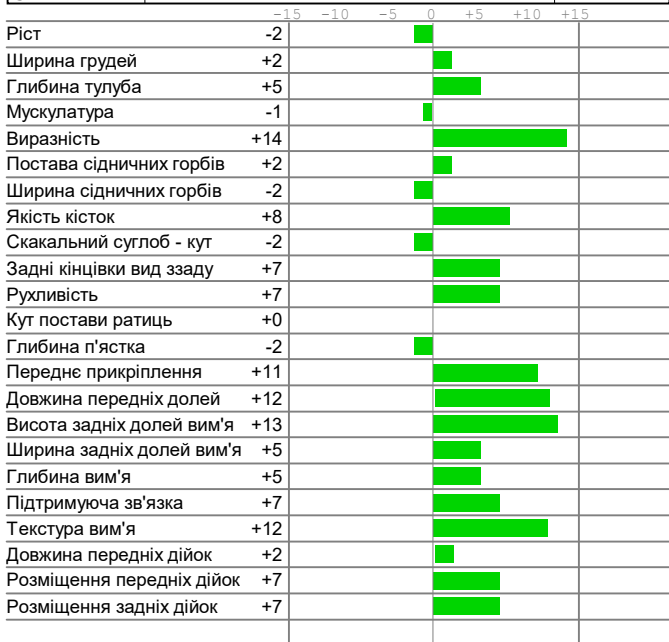 -15 -10 -5 0 +5 +10 +15
Ріст -2
Ширина грудей +2
Глибина тулуба +5
Мускулатура -1
Виразність +14
Постава сідничних горбів +2
Ширина сідничних горбів -2
Якість кісток +8
Скакальний суглоб - кут -2
Задні кінцівки вид ззаду +7
Рухливість +7
Кут постави ратиць +0
Глибина п'ястка -2
Переднє прикріплення +11
Довжина передніх долей +12
Висота задніх долей вим'я +13
Ширина задніх долей вим'я +5
Глибина вим'я +5
Підтримуюча зв'язка +7
Текстура вим'я +12
Довжина передніх дійок +2
Розміщення передніх дійок +7
Розміщення задніх дійок +7